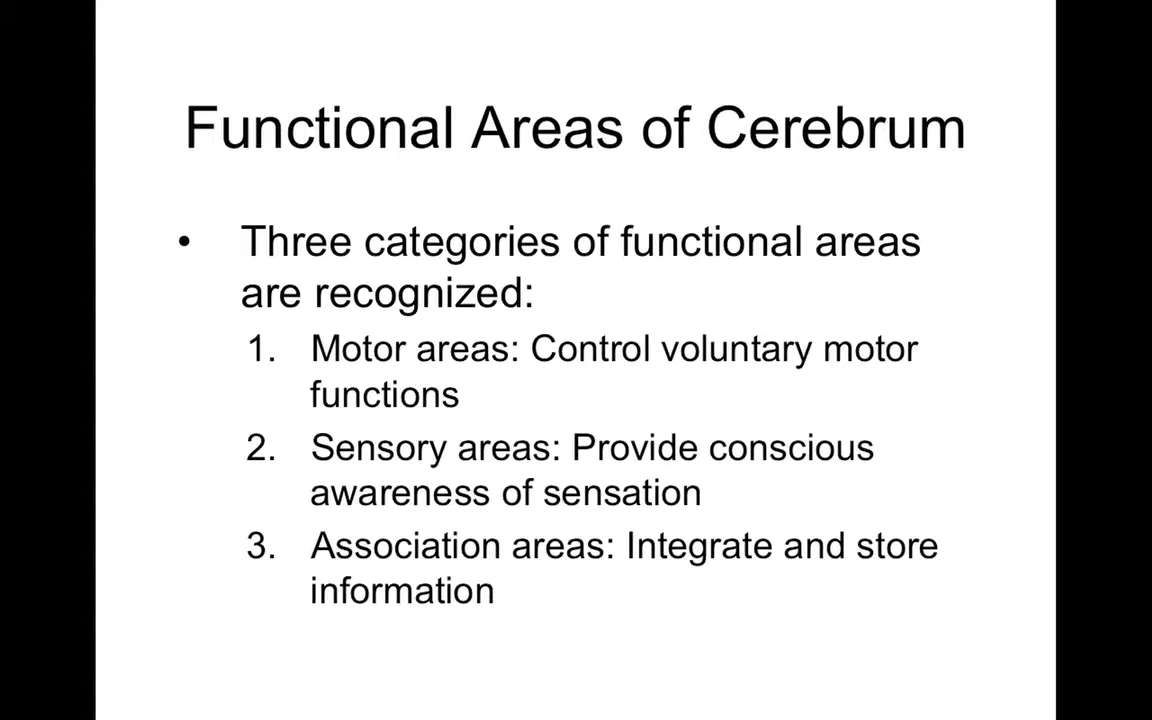 Functional Areas of Cerebrum
• Three categories of functional areas
are recognized:
1. Motor areas: Control voluntary motor
functions
2. Sensory areas: Provide conscious
awareness of sensation
3. Association areas: Integrate and store
information